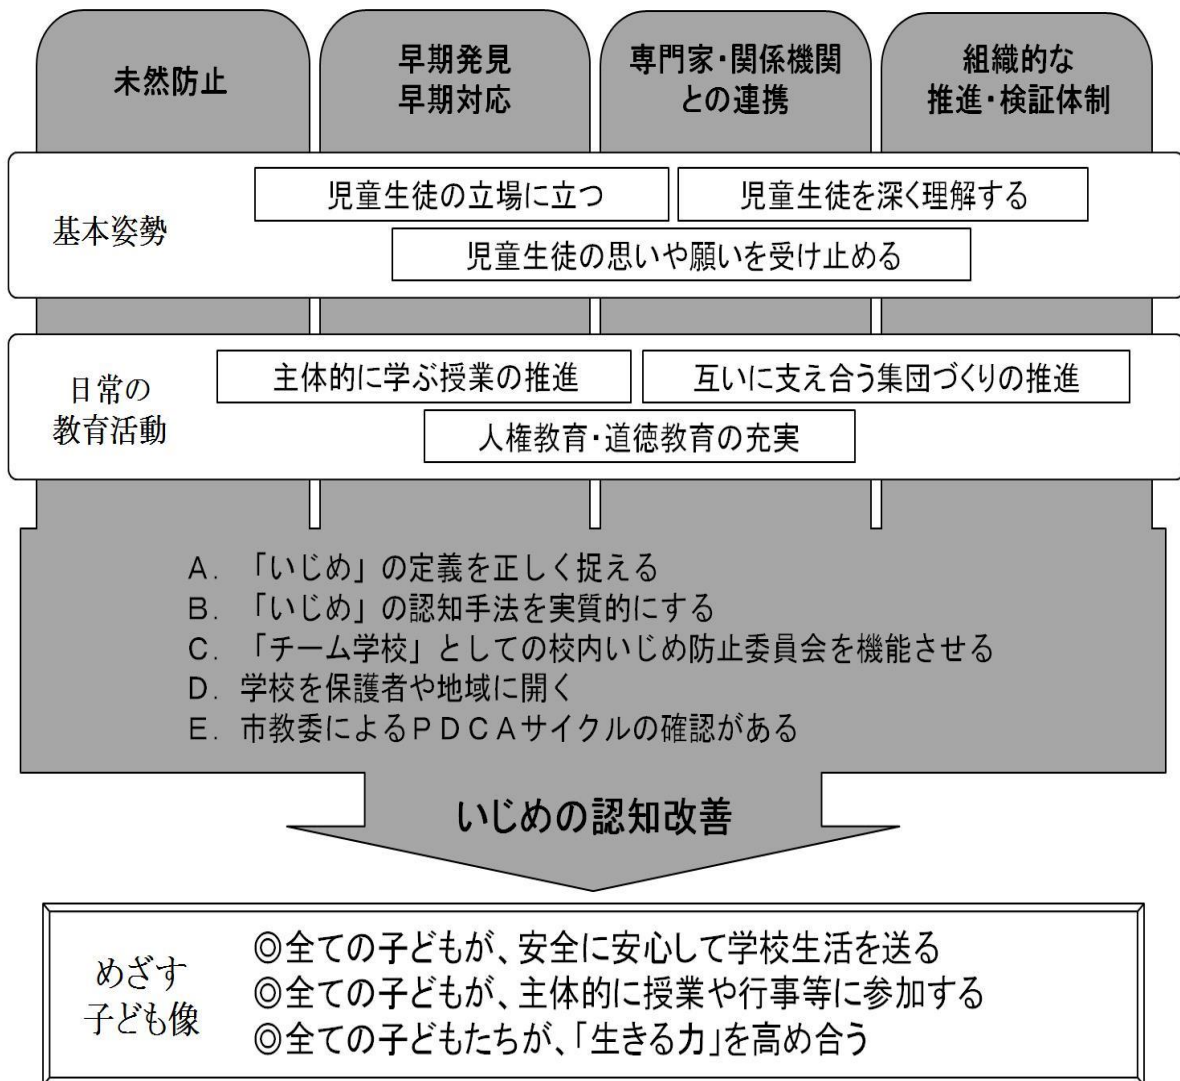 未然防止
早期発見
早期対応
専門家・関係機関
との連携
組織的な
推進・検証体制
基本姿勢
児童生徒の立場に立つ
児童生徒を深く理解する
児童生徒の思いや願いを受け止める
日常の
教育活動
主体的に学ぶ授業の推進
互いに支え合う集団づくりの推進
人権教育・道徳教育の充実
Ａ．「いじめ」の定義を正しく捉える
Ｂ．「いじめ」の認知手法を実質的にする
Ｃ．「チーム学校」としての校内いじめ防止委員会を機能させる
Ｄ．学校を保護者や地域に開く
Ｅ．市教委によるＰＤＣＡサイクルの確認がある
いじめの認知改善
めざす
子ども像
◎全ての子どもが、安全に安心して学校生活を送る
◎全ての子どもが、主体的に授業や行事等に参加する
◎全ての子どもたちが、「生きる力」を高め合う